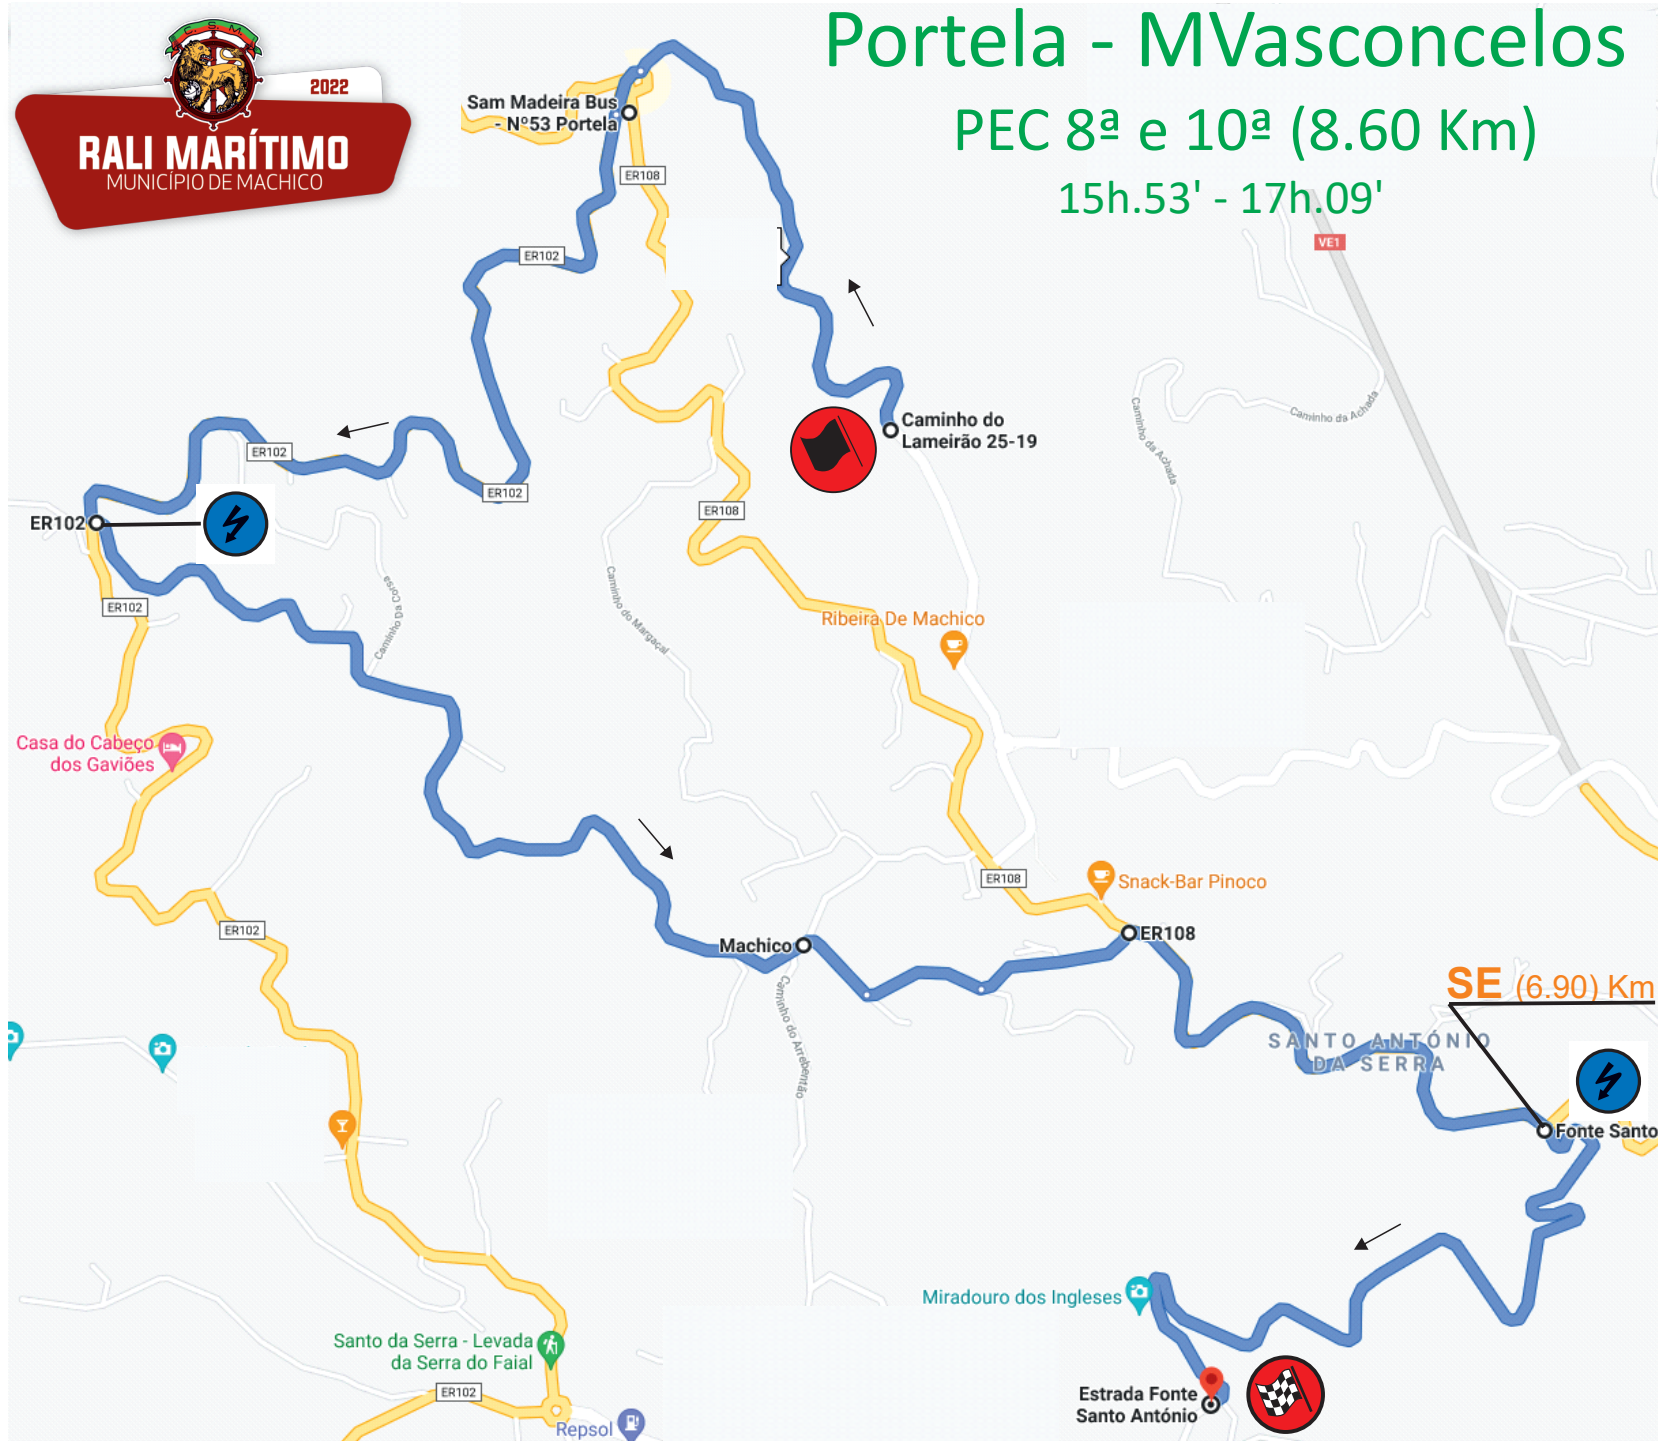 C. S. M.
2022
RALI MARÍTIMO
MUNICÍPIO DE MACHICO
Portela - MVasconcelos
PEC 8ª e 10ª (8.60 Km)
15h.53' - 17h.09'
Sam Madeira Bus
- Nº53 Portela
ER108
VE1
ER102
Caminho da Achada
Caminho da Achada
Caminho do
Lameirão 25-19
ER102
ER102
ER108
ER102
ER102
Caminho Da Corsa
Caminho do Margaçal
Ribeira De Machico
Casa do Cabeço
dos Gaviões
ER108
Snack-Bar Pinoco
ER102
Machico
ER108
Caminho do Arrebentão
SE (6.90) Km
SANTO ANTÓNIO
DA SERRA
Fonte Santo
Miradouro dos Ingleses
Santo da Serra - Levada
da Serra do Faial
ER102
Estrada Fonte
Santo António
Repsol